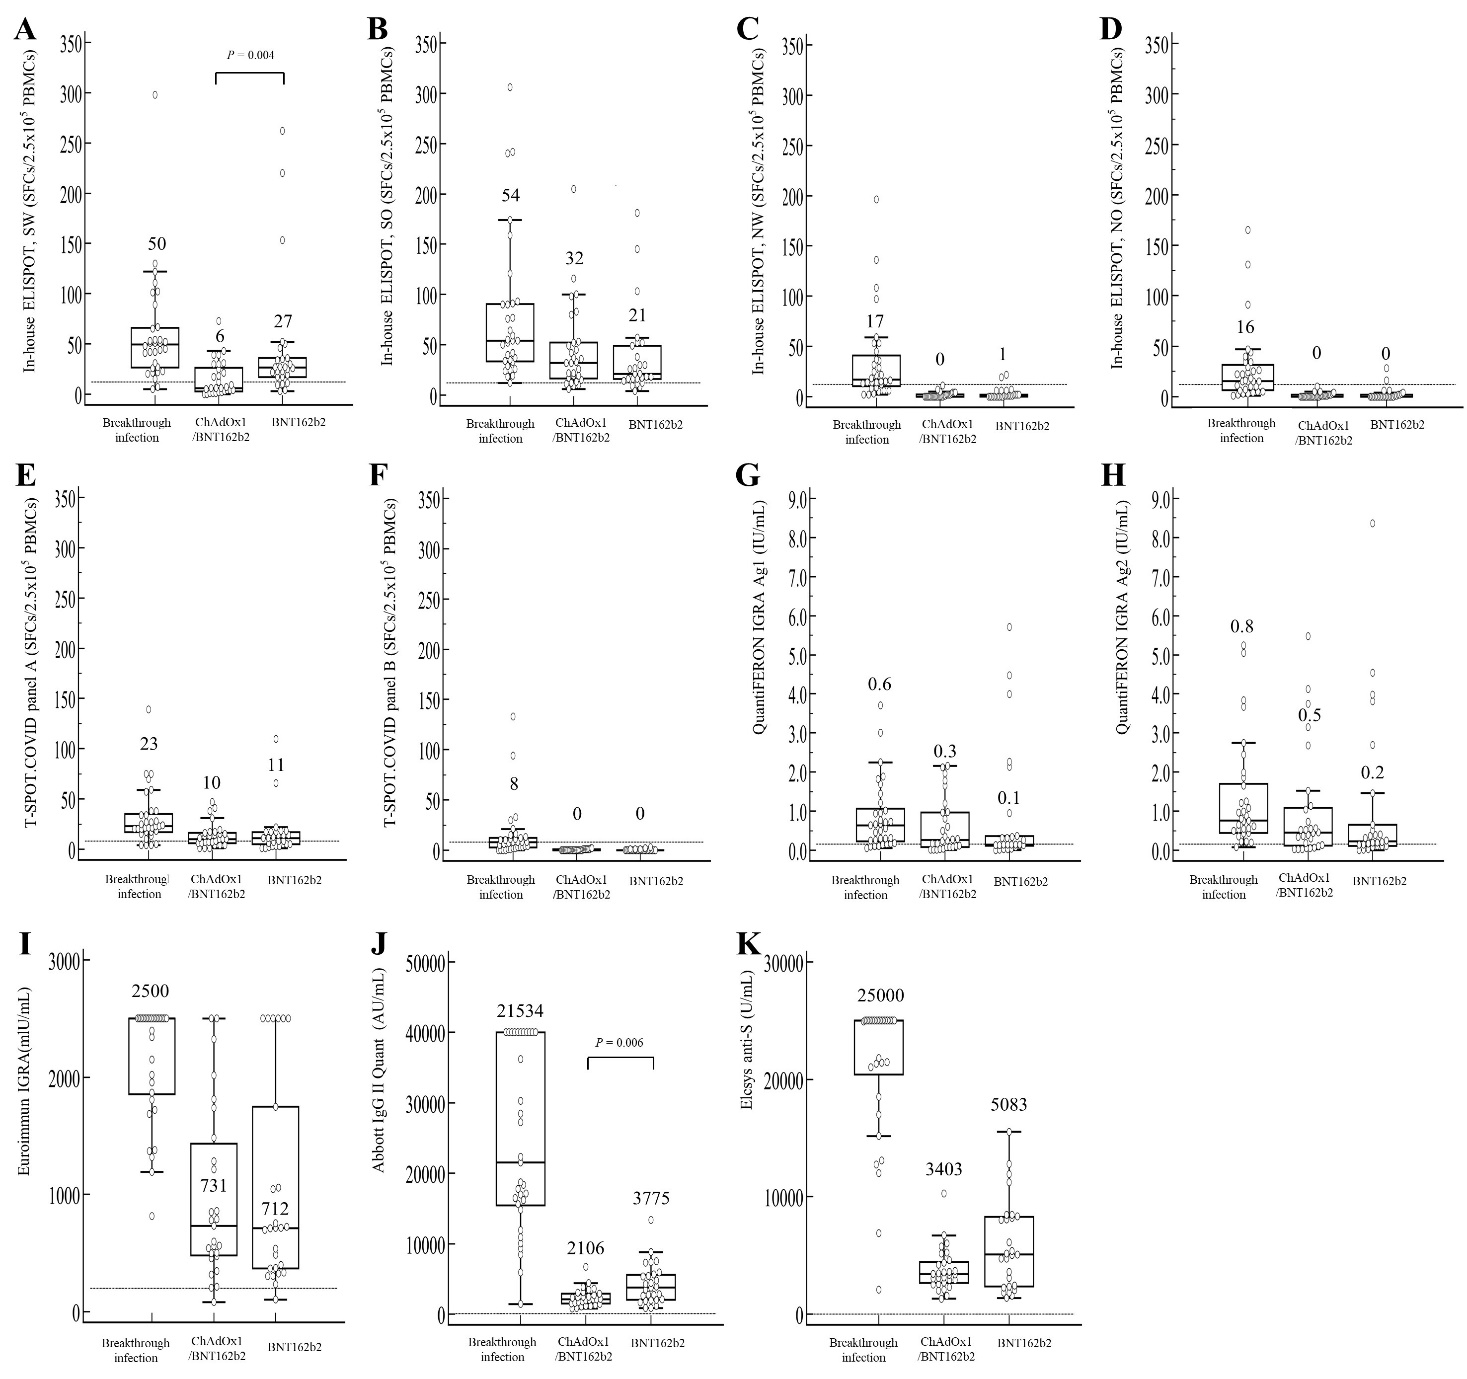 A
In-house ELISPOT, SW (SFCs/2.5x10⁵ PBMCs)
350
300
250
200
150
100
50
0
P = 0.004
50
6
27
Breakthrough
infection
ChAdOx1
/BNT162b2
BNT162b2
B
In-house ELISPOT, SO (SFCs/2.5x10⁵ PBMCs)
350
300
250
200
150
100
50
0
54
32
21
Breakthrough
infection
ChAdOx1
/BNT162b2
BNT162b2
C
In-house ELISPOT, NW (SFCs/2.5x10⁵ PBMCs)
350
300
250
200
150
100
50
0
17
0
1
Breakthrough
infection
ChAdOx1
/BNT162b2
BNT162b2
D
In-house ELISPOT, NO (SFCs/2.5x10⁵ PBMCs)
350
300
250
200
150
100
50
0
16
0
0
Breakthrough
infection
ChAdOx1
/BNT162b2
BNT162b2
E
T-SPOT.COVID panel A (SFCs/2.5x10⁵ PBMCs)
350
300
250
200
150
100
50
0
23
10
11
Breakthrougl
infection
ChAdOx1
/BNT162b2
BNT162b2
F
T-SPOT.COVID panel B (SFCs/2.5x10⁵ PBMCs)
350
300
250
200
150
100
50
0
8
0
0
Breakthrough
infection
ChAdOx1
/BNT162b2
BNT162b2
G
QuantiFERON IGRA Ag1 (IU/mL)
9.0
8.0
7.0
6.0
5.0
4.0
3.0
2.0
1.0
0.0
0.6
0.3
0.1
Breakthrough
infection
ChAdOx1
/BNT162b2
BNT162b2
H
QuantiFERON IGRA Ag2 (IU/mL)
9.0
8.0
7.0
6.0
5.0
4.0
3.0
2.0
1.0
0.0
0.8
0.5
0.2
Breakthrough
infection
ChAdOx1
/BNT162b2
BNT162b2
I
Euroimmun IGRA(mIU/mL)
3000
2000
1000
0
2500
731
712
Breakthrough
infection
ChAdOx1
/BNT162b2
BNT162b2
J
Abbott IgG II Quant (AU/mL)
50000
40000
30000
20000
10000
0
21534
P = 0.006
2106
3775
Breakthrough
infection
ChAdOx1
/BNT162b2
BNT162b2
K
Elecsys anti-S (U/mL)
30000
20000
10000
0
25000
3403
5083
Breakthrough
infection
ChAdOx1
/BNT162b2
BNT162b2